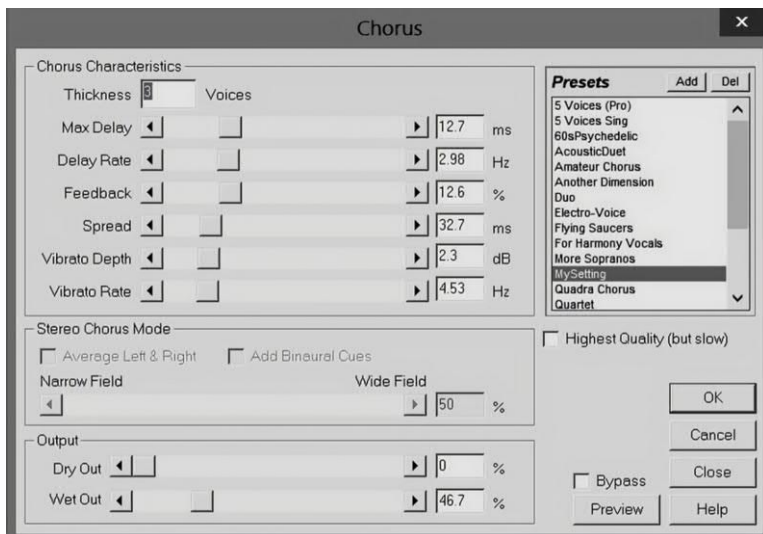 Chorus
Chorus Characteristics
Thickness 3 Voices
Max Delay 12.7 ms
Delay Rate 2.98 Hz
Feedback 12.6 %
Spread 32.7 ms
Vibrato Depth 2.3 dB
Vibrato Rate 4.53 Hz
Stereo Chorus Mode
Average Left & Right Add Binaural Cues
Narrow Field Wide Field
50 %
Output
Dry Out 0 %
Wet Out 46.7 %
Presets Add Del
5 Voices (Pro)
5 Voices Sing
60sPsychedelic
AcousticDuet
Amateur Chorus
Another Dimension
Duo
Electro-Voice
Flying Saucers
For Harmony Vocals
More Sopranos
MySetting
Quadra Chorus
Quartet
Highest Quality (but slow)
OK
Cancel
Bypass Close
Preview Help